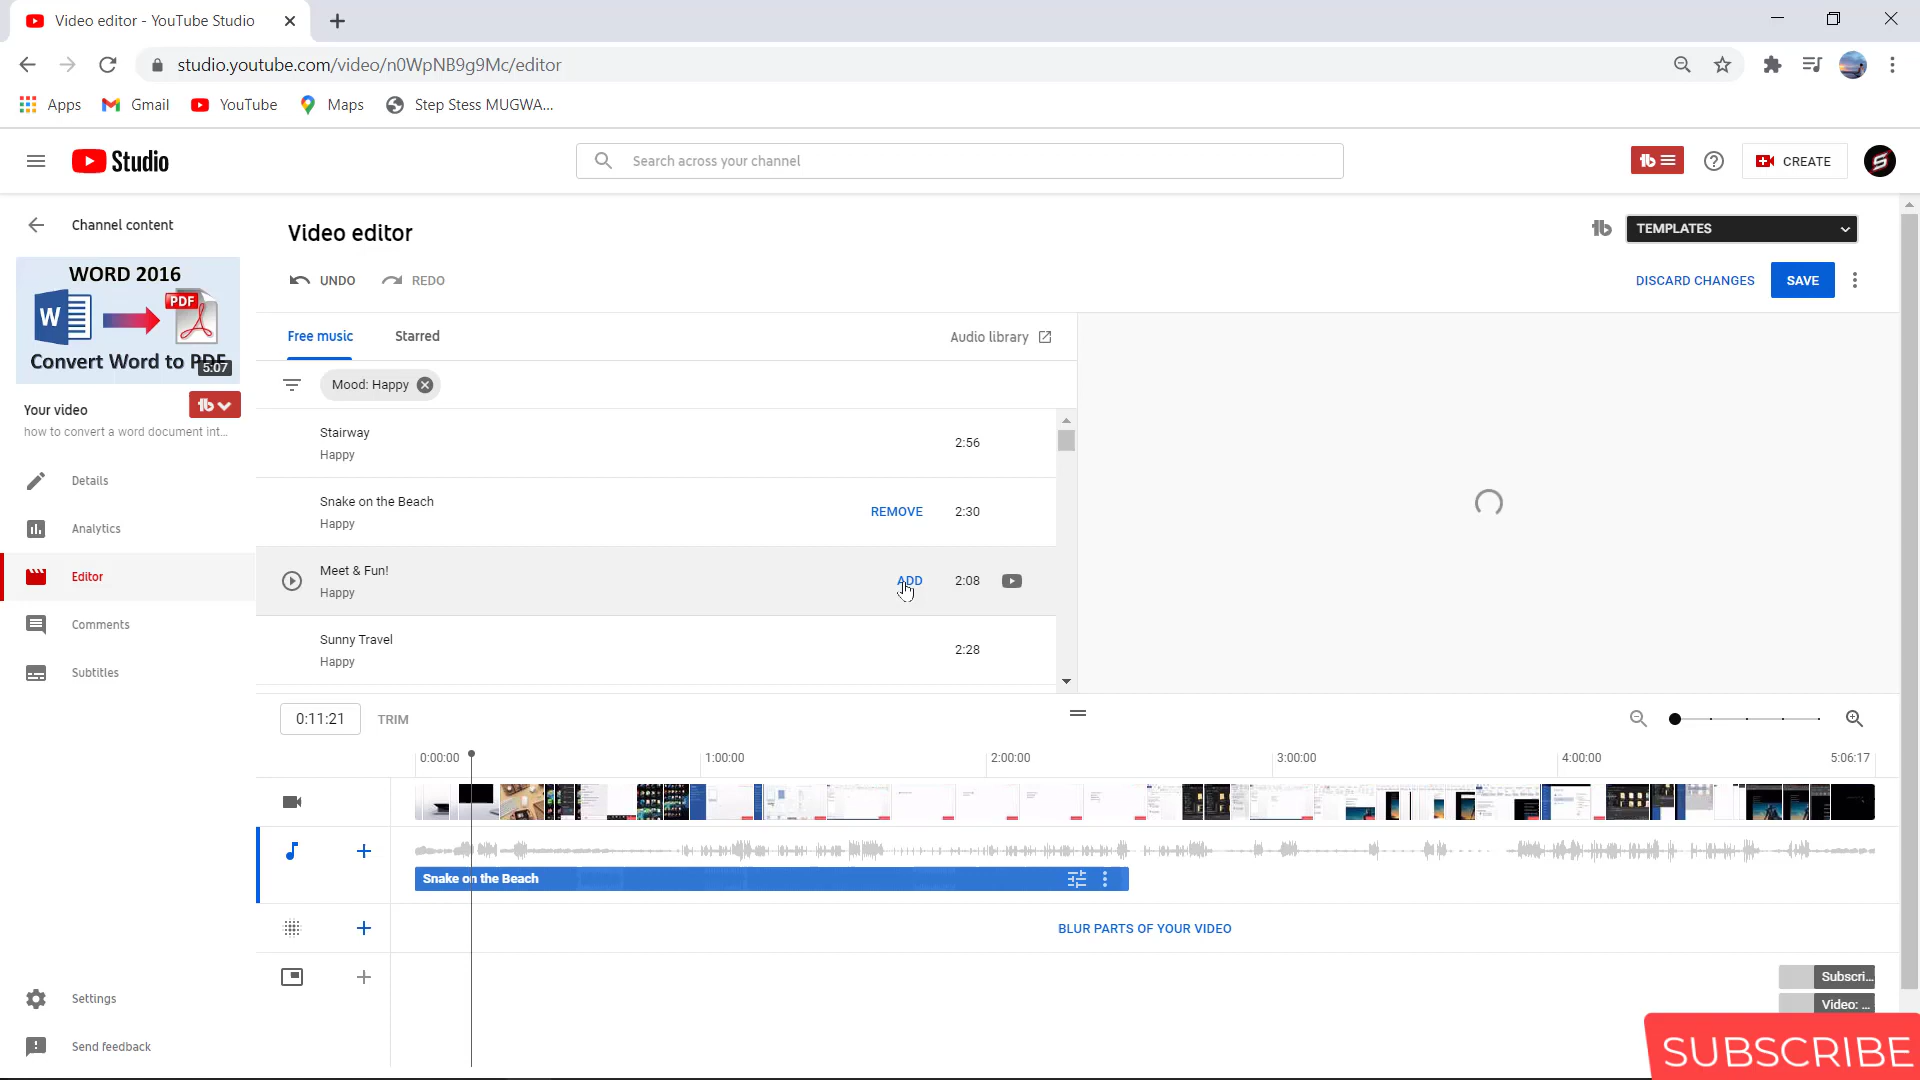 Video editor - YouTube Studio
studio.youtube.com/video/n0WpNB9g9Mc/editor
Apps Gmail YouTube Maps Step Stess MUGWA...
Studio
Search across your channel
CREATE
Channel content
Video editor
TEMPLATES
UNDO REDO
DISCARD CHANGES SAVE
WORD 2016
W PDF
Convert Word to PDF
5:07
Your video
how to convert a word document int...
Free music Starred Audio library
Mood: Happy
Stairway
Happy
2:56
Snake on the Beach
Happy
REMOVE 2:30
Meet & Fun!
Happy
ADD 2:08
Sunny Travel
Happy
2:28
Details
Analytics
Editor
Comments
Subtitles
Settings
Send feedback
0:11:21 TRIM
0:00:00 1:00:00 2:00:00 3:00:00 4:00:00 5:06:17
Snake on the Beach
BLUR PARTS OF YOUR VIDEO
Subscri...
Video: ...
SUBSCRIBE